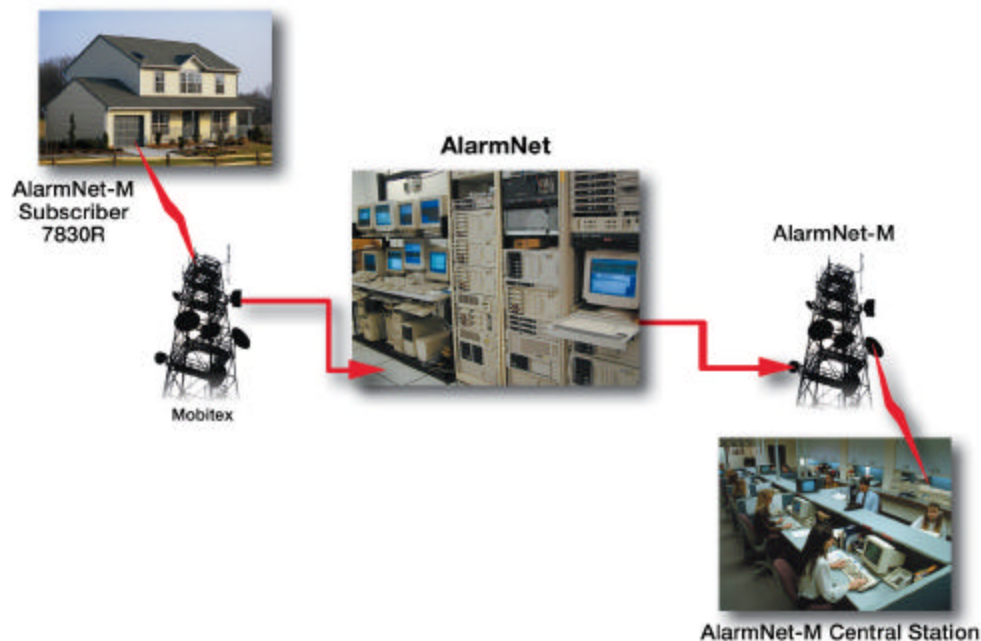 AlarmNet-M
Subscriber
7830R
Mobitex
AlarmNet
AlarmNet-M
AlarmNet-M Central Station